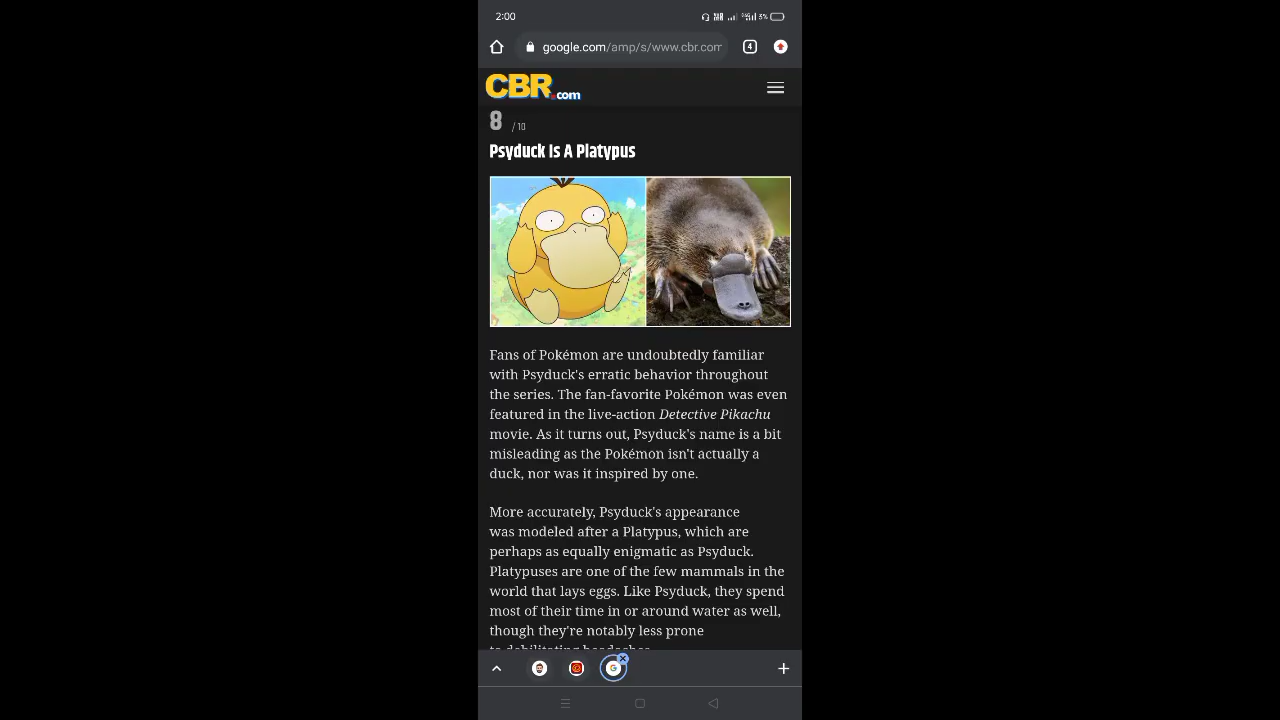 2:00
3%
google.com/amp/s/www.cbr.com
4
CBR.com
8 / 10
Psyduck Is A Platypus
Fans of Pokémon are undoubtedly familiar
with Psyduck's erratic behavior throughout
the series. The fan-favorite Pokémon was even
featured in the live-action Detective Pikachu
movie. As it turns out, Psyduck's name is a bit
misleading as the Pokémon isn't actually a
duck, nor was it inspired by one.
More accurately, Psyduck's appearance
was modeled after a Platypus, which are
perhaps as equally enigmatic as Psyduck.
Platypuses are one of the few mammals in the
world that lays eggs. Like Psyduck, they spend
most of their time in or around water as well,
though they're notably less prone
to debilitating headaches.
G